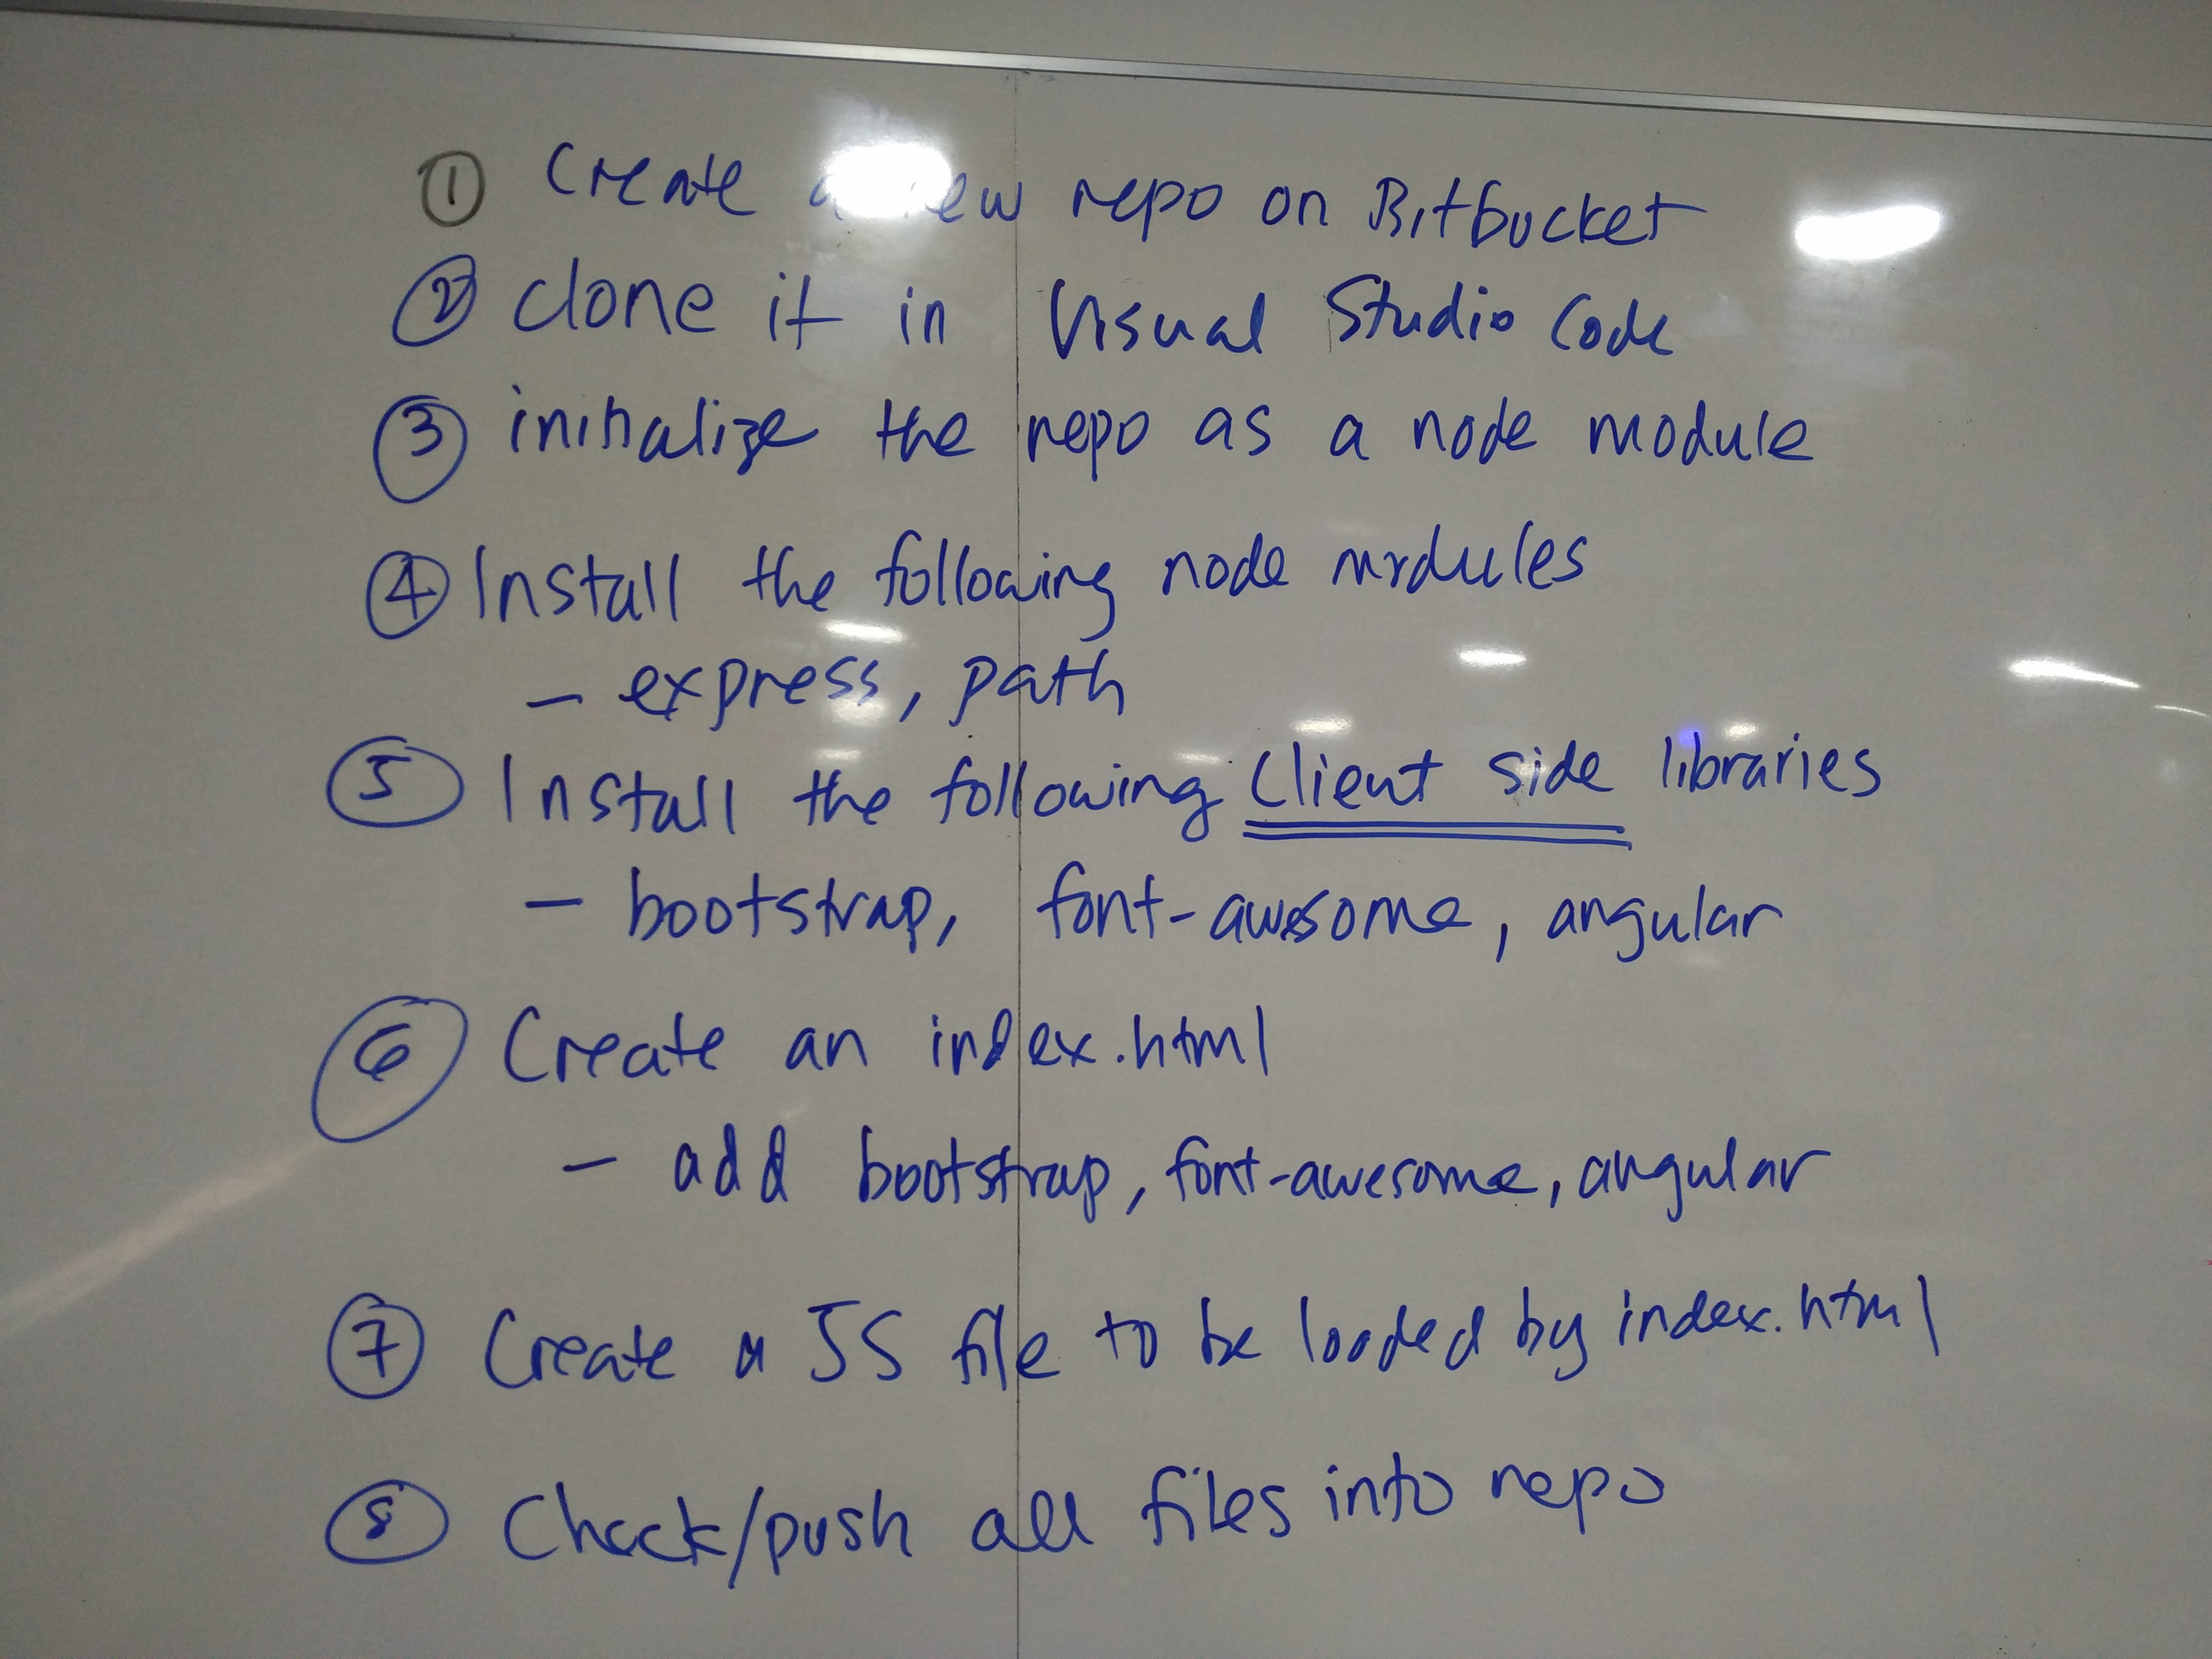 ① Create a new repo on Bitbucket
② clone it in Visual Studio Code
③ initialize the repo as a node module
④ Install the following node modules
– express, path
⑤ Install the following Client side libraries
– bootstrap, font-awesome, angular
⑥ Create an index.html
– add bootstrap, font-awesome, angular
⑦ Create a JS file to be loaded by index.html
⑧ Check/push all files into repo